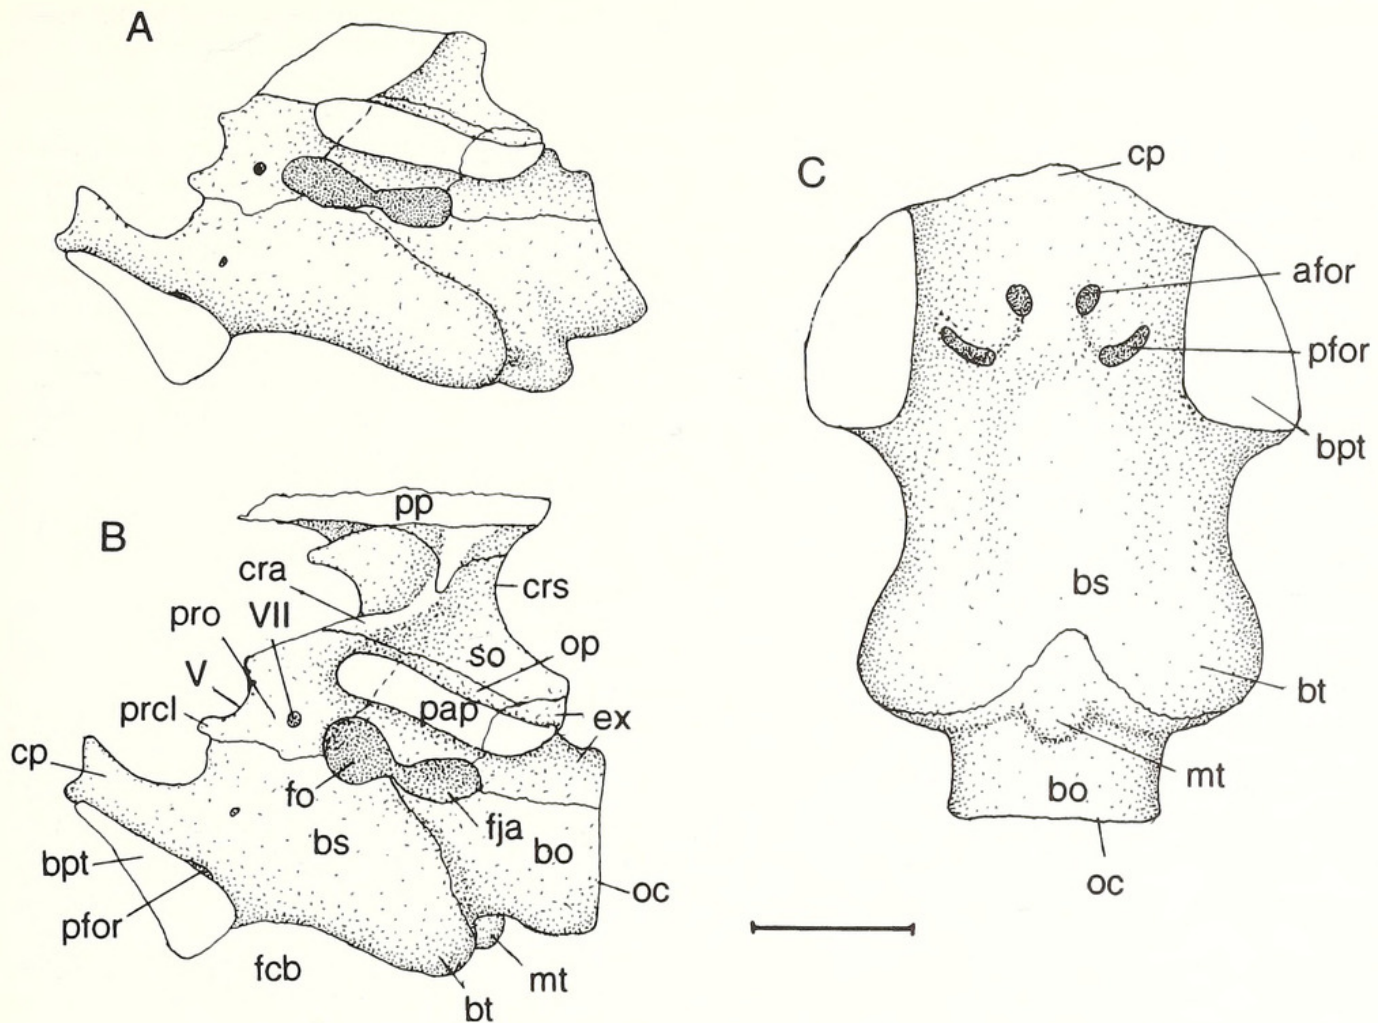 A
B
pp
cra
crs
pro
VII
so
op
V
prcl
pap
ex
cp
fo
fja
bs
bo
bpt
oc
pfor
fcb
mt
bt
C
cp
afor
pfor
bpt
bs
bt
mt
bo
oc